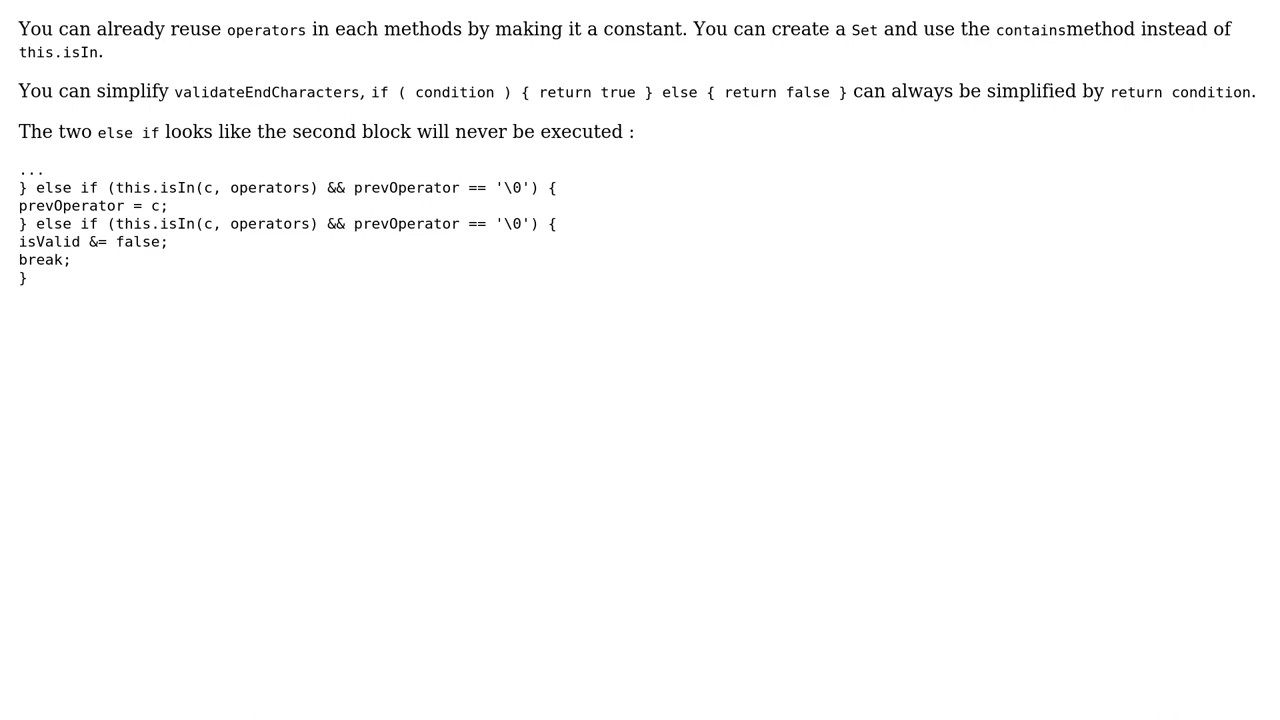 You can already reuse operators in each methods by making it a constant. You can create a Set and use the containsmethod instead of
this.isIn.
You can simplify validateEndCharacters, if ( condition ) { return true } else { return false } can always be simplified by return condition.
The two else if looks like the second block will never be executed :
...
} else if (this.isIn(c, operators) && prevOperator == '\0') {
prevOperator = c;
} else if (this.isIn(c, operators) && prevOperator == '\0') {
isValid &= false;
break;
}